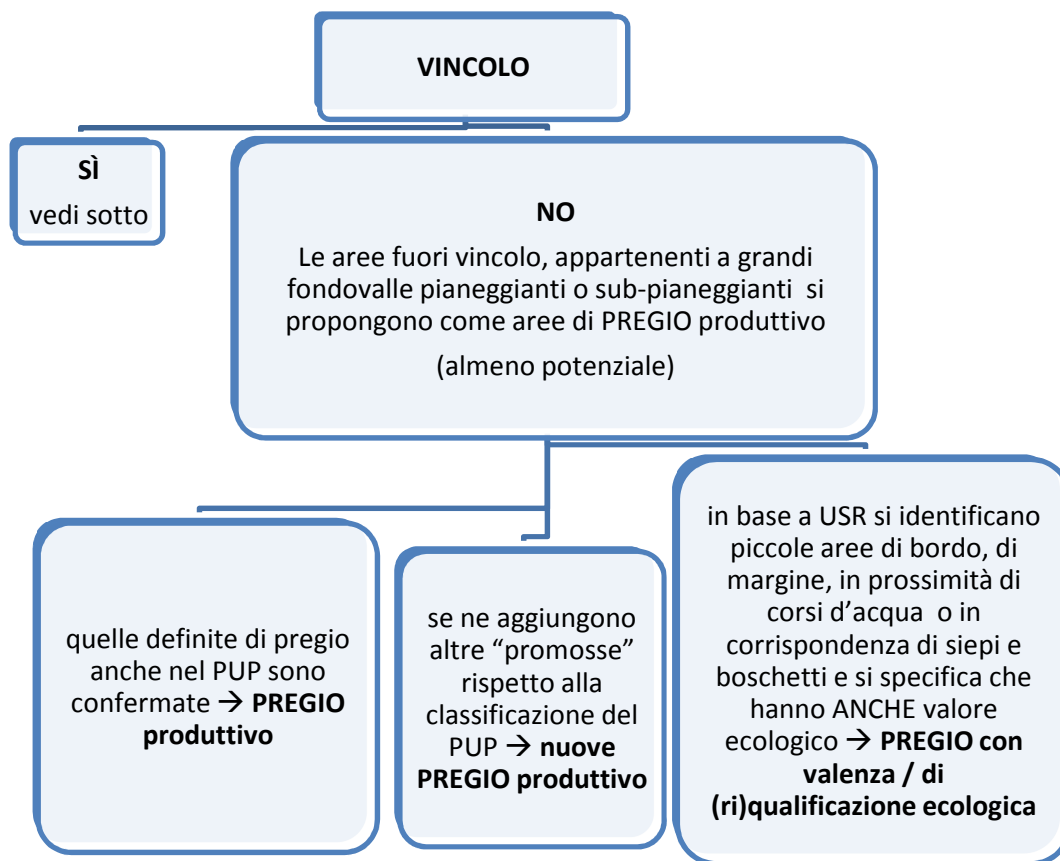 VINCOLO
SÌ
vedi sotto
NO
Le aree fuori vincolo, appartenenti a grandi
fondovalle pianeggianti o sub-pianeggianti si
propongono come aree di PREGIO produttivo
(almeno potenziale)
quelle definite di pregio
anche nel PUP sono
confermate → PREGIO
produttivo
se ne aggiungono
altre “promosse”
rispetto alla
classificazione del
PUP → nuove
PREGIO produttivo
in base a USR si identificano
piccole aree di bordo, di
margine, in prossimità di
corsi d’acqua o in
corrispondenza di siepi e
boschetti e si specifica che
hanno ANCHE valore
ecologico → PREGIO con
valenza / di
(ri)qualificazione ecologica